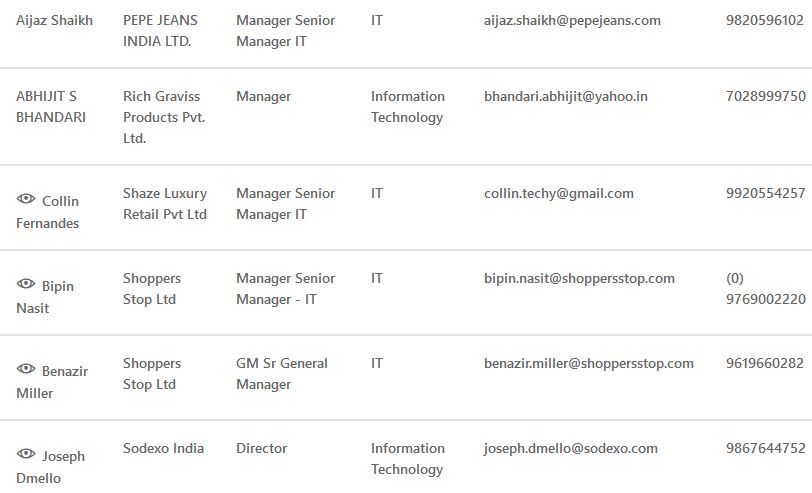 Aijaz Shaikh PEPE JEANS Manager Senior IT aijaz.shaikh@pepejeans.com 9820596102
INDIA LTD. Manager IT
ABHIJIT S Rich Graviss Manager Information bhandari.abhijit@yahoo.in 7028999750
BHANDARI Products Pvt. Technology
Ltd.
Collin Shaze Luxury Manager Senior IT collin.techy@gmail.com 9920554257
Fernandes Retail Pvt Ltd Manager IT
Bipin Shoppers Manager Senior IT bipin.nasit@shoppersstop.com (0)
Nasit Stop Ltd Manager - IT 9769002220
Benazir Shoppers GM Sr General IT benazir.miller@shoppersstop.com 9619660282
Miller Stop Ltd Manager
Joseph Sodexo India Director Information joseph.dmello@sodexo.com 9867644752
Dmello Technology